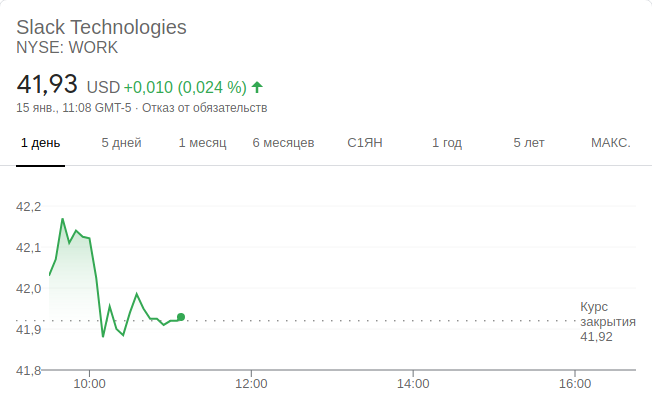 Slack Technologies
NYSE: WORK
41,93 USD +0,010 (0,024 %)
15 янв., 11:08 GMT-5 · Отказ от обязательств
1 день 5 дней 1 месяц 6 месяцев С1ЯН 1 год 5 лет МАКС.
42,2
42,1
42,0
41,9
41,8
Курс
закрытия
41,92
10:00 12:00 14:00 16:00